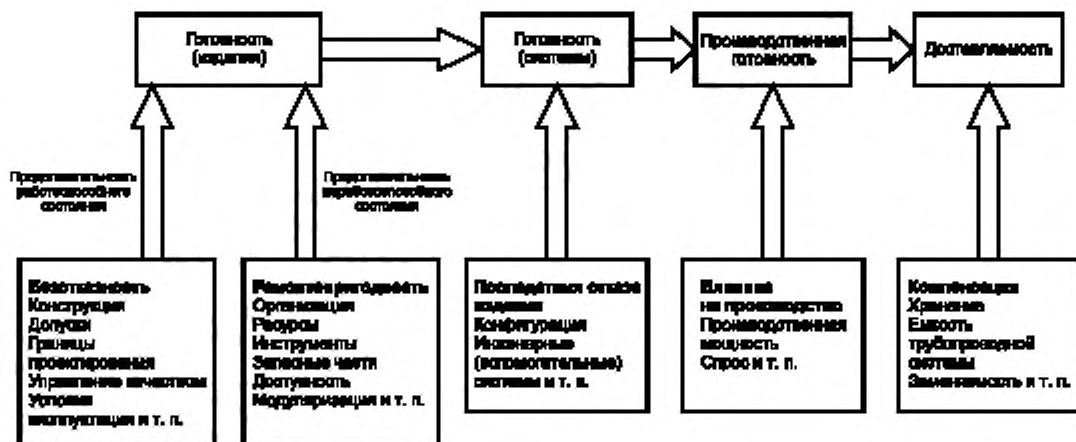 Готовность
(изделия)
Готовность
(системы)
Производственная
готовность
Доставляемость
Продолжительность
работоспособного
состояния
Продолжительность
неработоспособного
состояния
Безотказность
Конструкция
Допуски
Границы
проектирования
Управление качеством
Условия
эксплуатации и т. п.
Ремонтопригодность
Организация
Ресурсы
Инструменты
Запасные части
Доступность
Модуляризация и т. п.
Последствия отказа
изделия
Конфигурация
Инженерные
(вспомогательные)
системы и т. п.
Влияние
на производство
Производственная
мощность
Спрос и т. п.
Компенсация
Хранение
Емкость
трубопроводной
системы
Заменяемость и т. п.